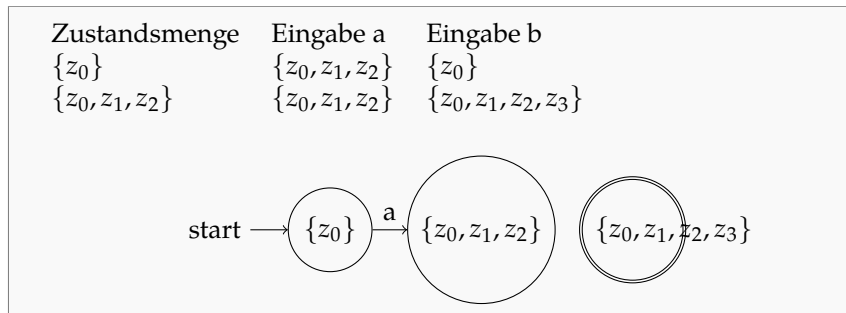 Zustandsmenge Eingabe a Eingabe b
{z0} {z0, z1, z2} {z0}
{z0, z1, z2} {z0, z1, z2} {z0, z1, z2, z3}
a
start {z0} {z0, z1, z2} {z0, z1, z2, z3}